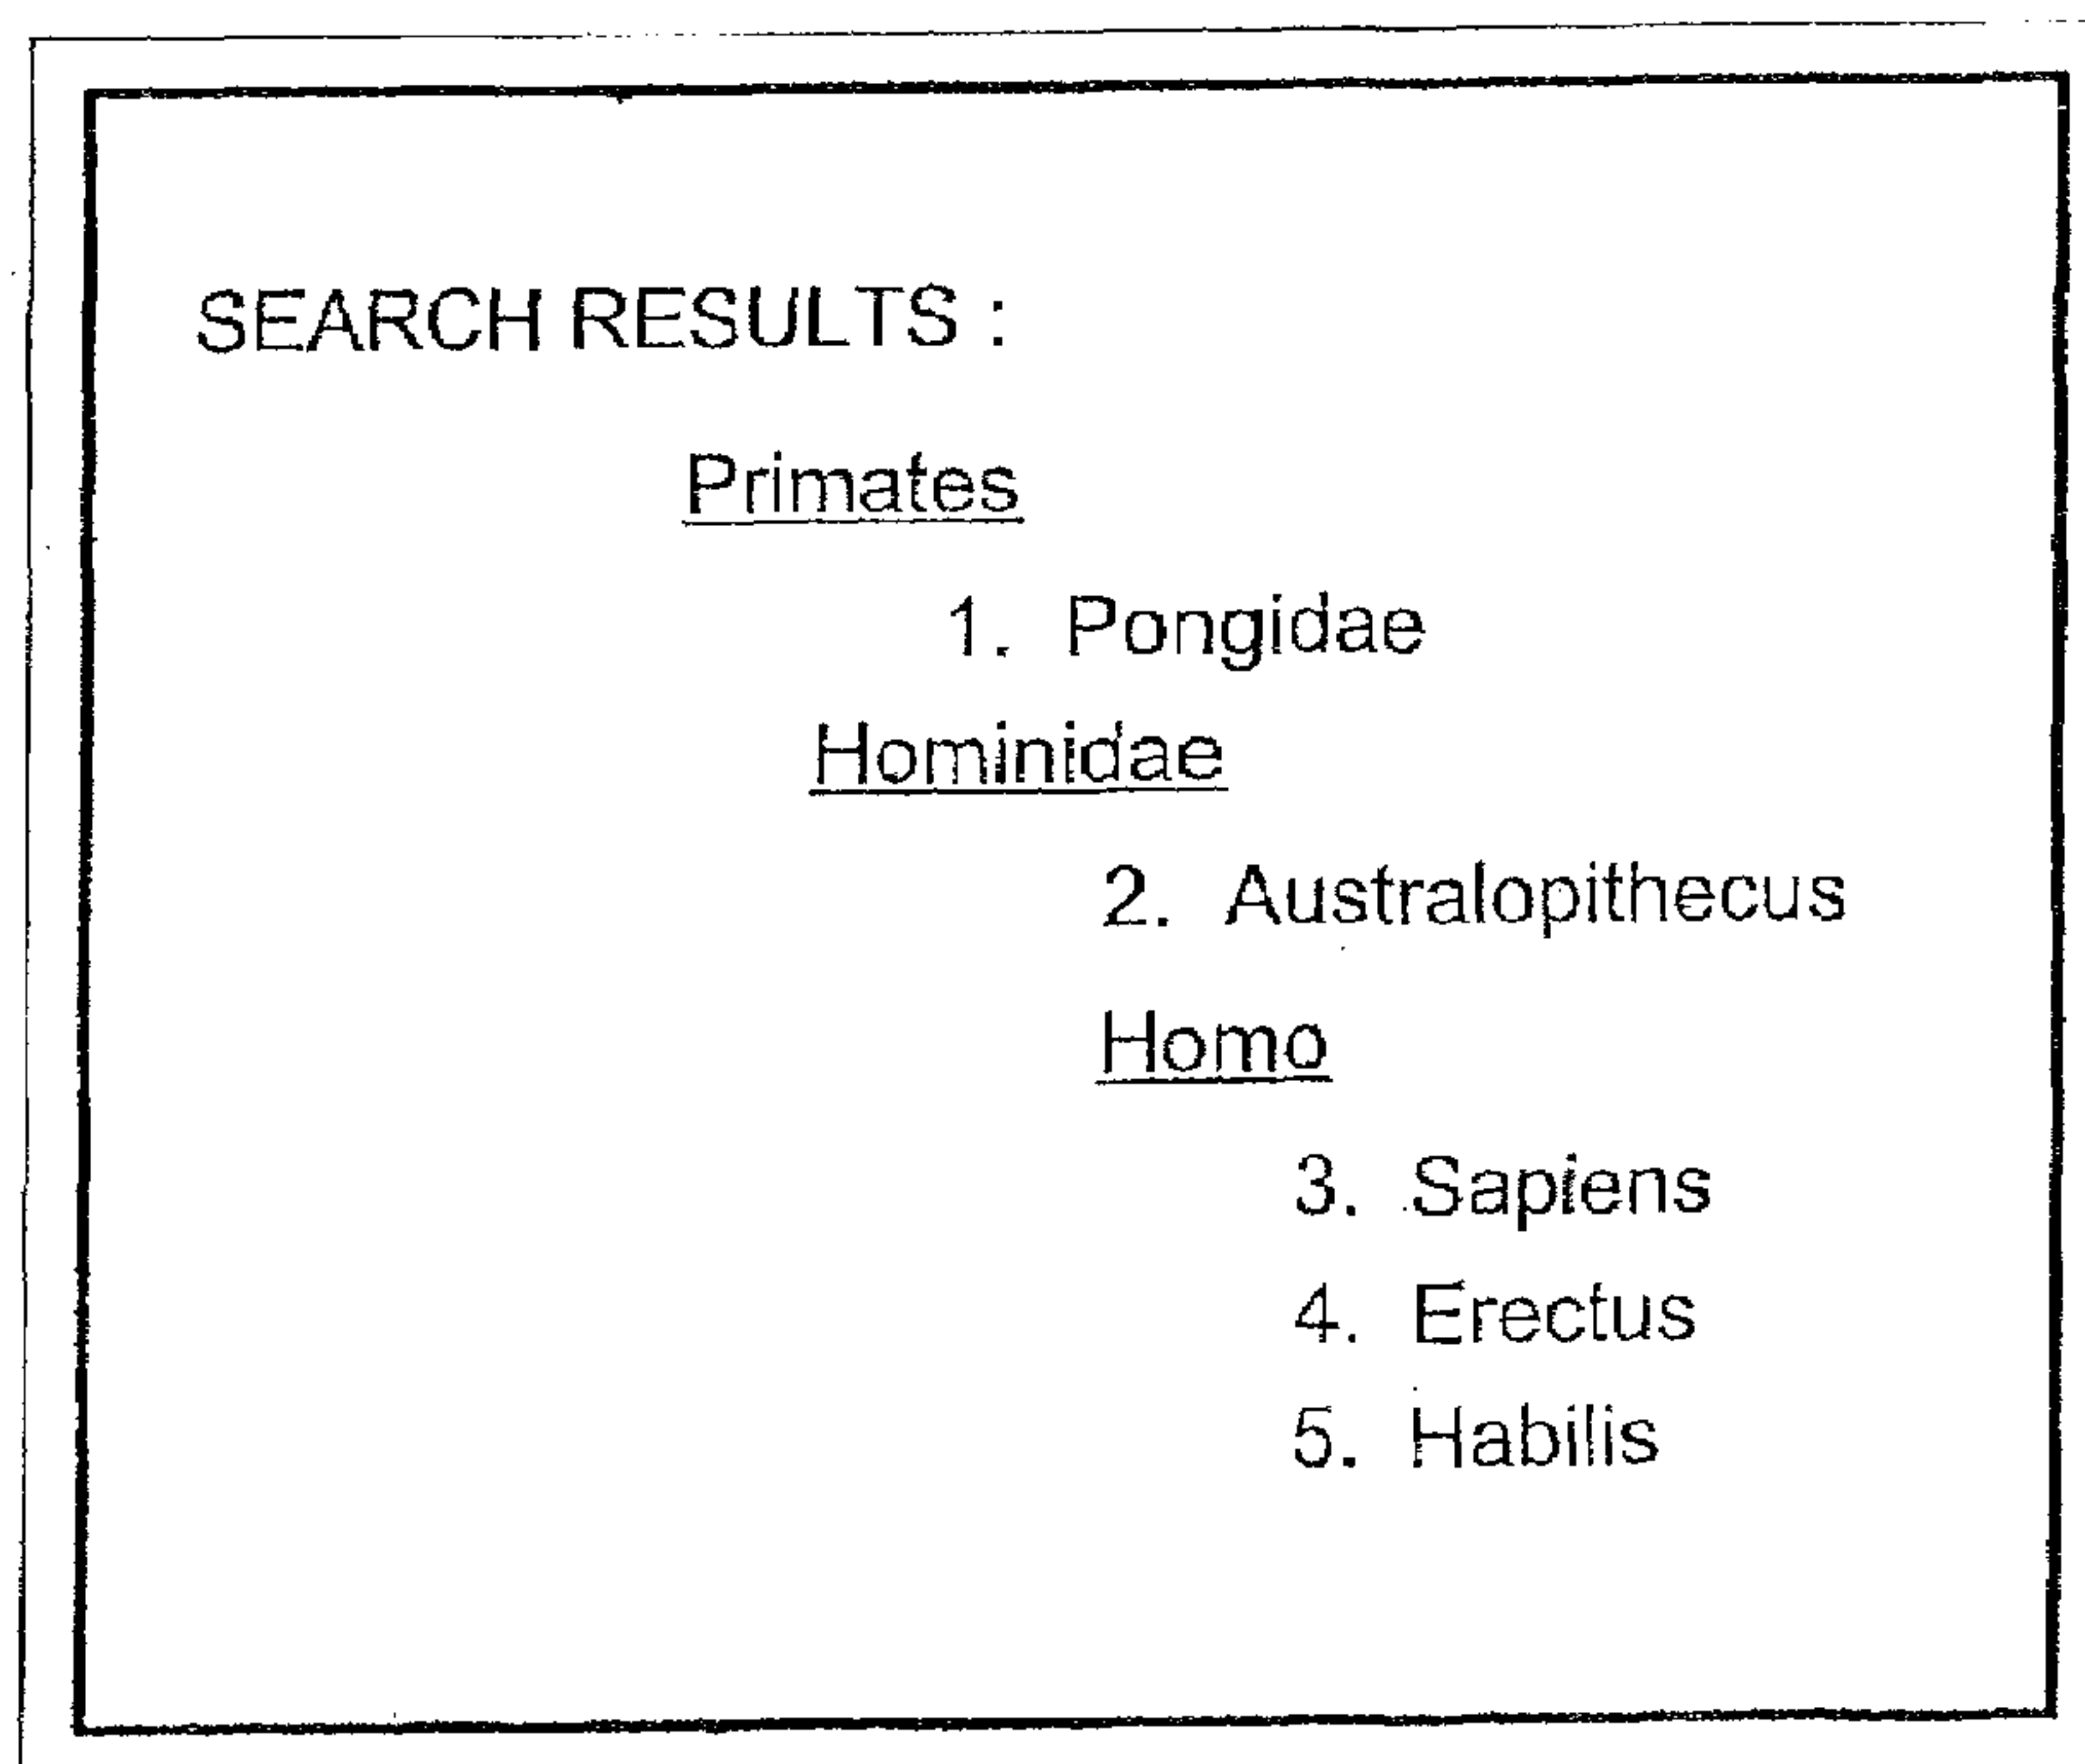 SEARCH RESULTS :
Primates
1. Pongidae
Hominidae
2. Australopithecus
Homo
3. Sapiens
4. Erectus
5. Habilis